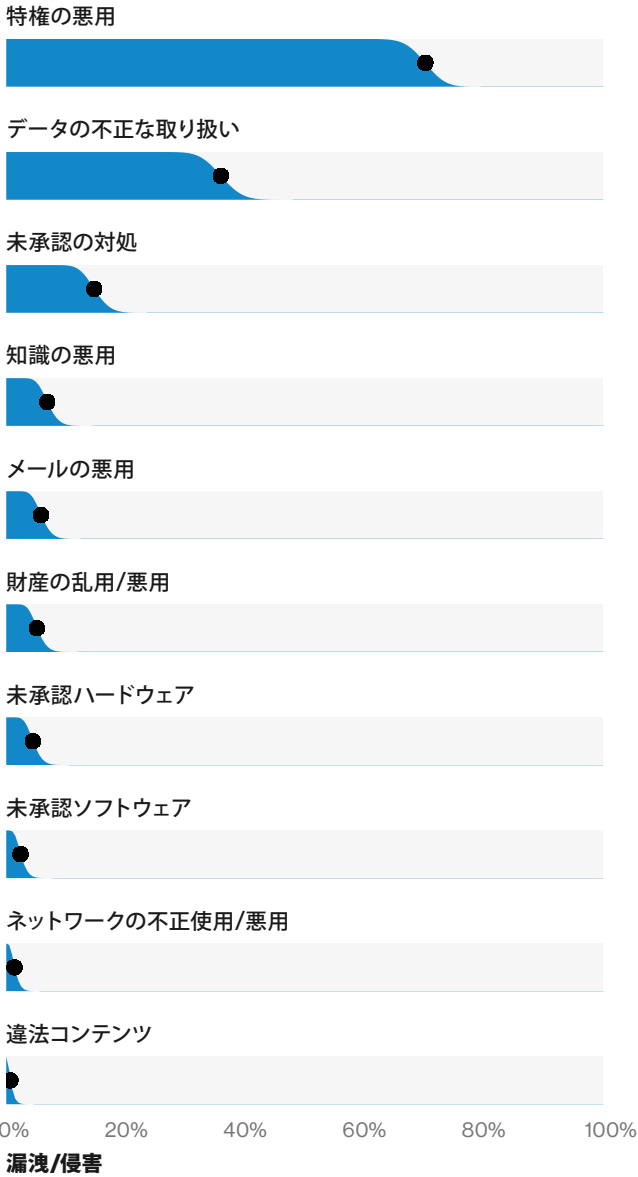 特権の悪用
データの不正な取り扱い
未承認の対処
知識の悪用
メールの悪用
財産の乱用/悪用
未承認ハードウェア
未承認ソフトウェア
ネットワークの不正使用/悪用
違法コンテンツ
0% 20% 40% 60% 80% 100%
漏洩/侵害